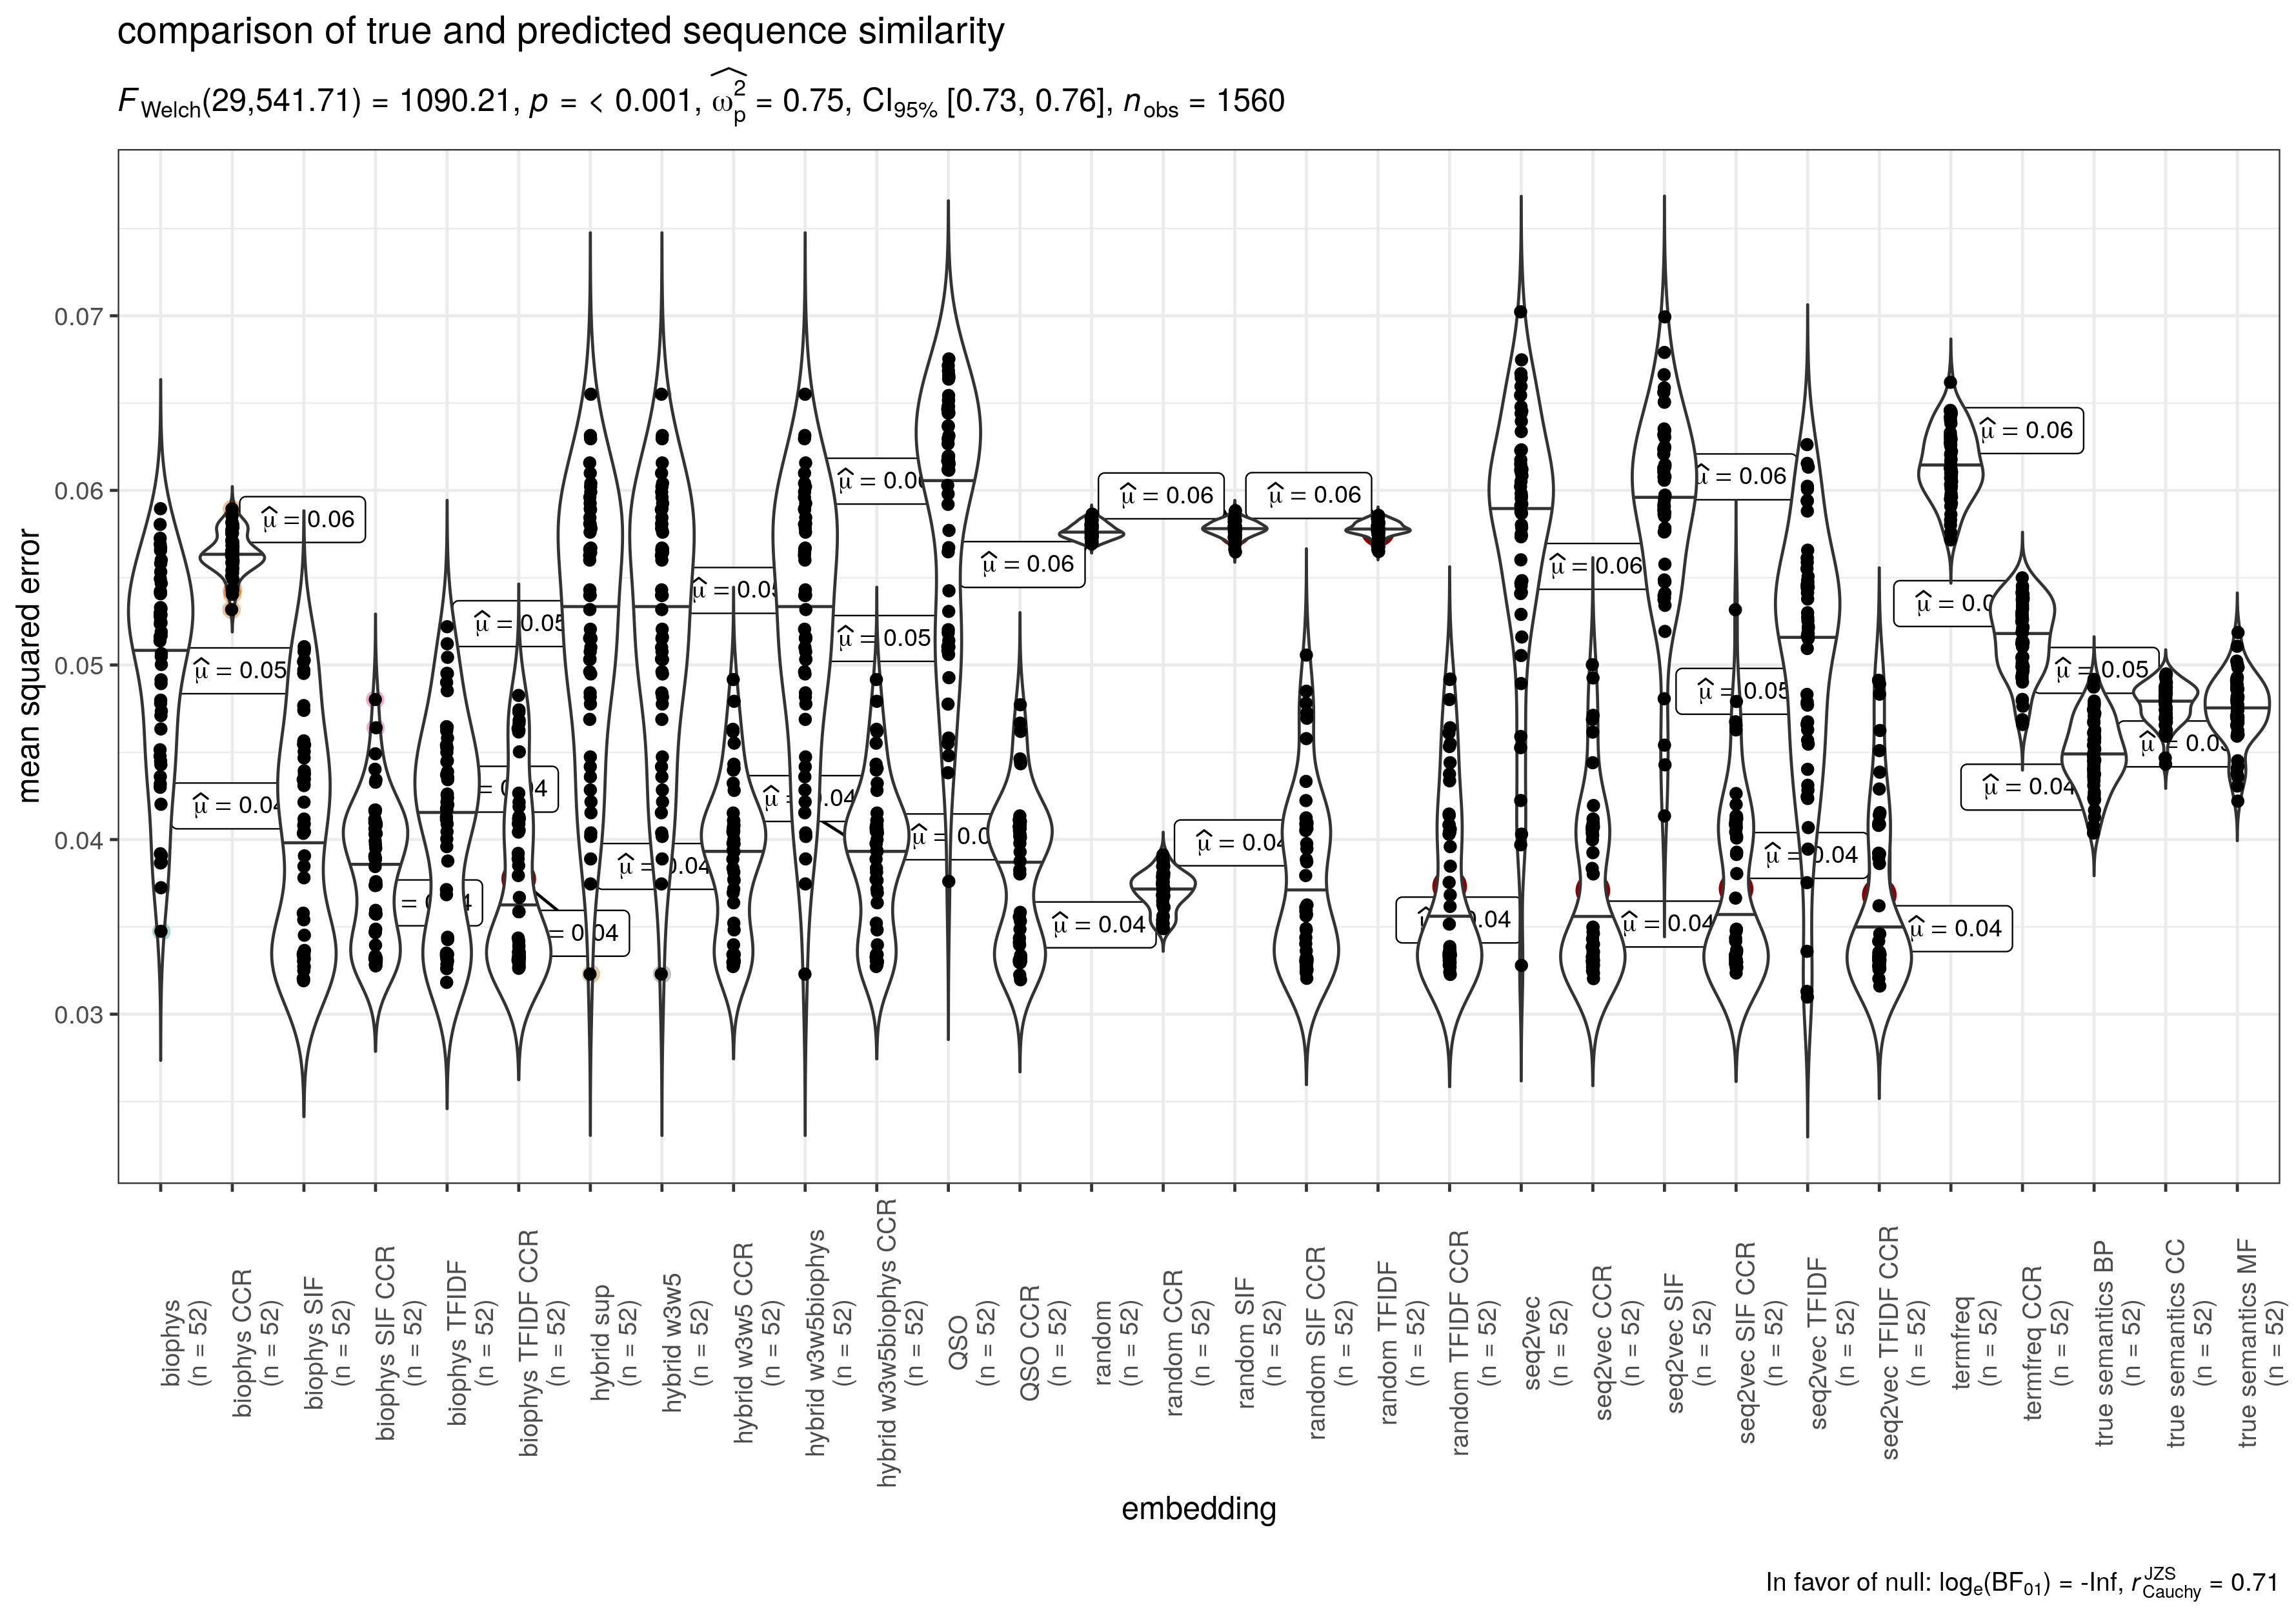 comparison of true and predicted sequence similarity
F Welch(29,541.71) = 1090.21, p = < 0.001, ω̂²p = 0.75, CI95% [0.73, 0.76], nobs = 1560
mean squared error
0.07
0.06
0.05
0.04
0.03
μ̂ = 0.06
μ̂ = 0.06
μ̂ = 0.06
μ̂ = 0.06
μ̂ = 0.06
μ̂ = 0.06
μ̂ = 0.06
μ̂ = 0.05
μ̂ = 0.05
μ̂ = 0.05
μ̂ = 0.05
μ̂ = 0.05
μ̂ = 0.05
μ̂ = 0.04
μ̂ = 0.04
μ̂ = 0.04
μ̂ = 0.04
μ̂ = 0.04
μ̂ = 0.04
μ̂ = 0.04
μ̂ = 0.04
μ̂ = 0.04
biophys
(n = 52)
biophys CCR
(n = 52)
biophys SIF
(n = 52)
biophys SIF CCR
(n = 52)
biophys TFIDF
(n = 52)
biophys TFIDF CCR
(n = 52)
hybrid sup
(n = 52)
hybrid w3w5
(n = 52)
hybrid w3w5 CCR
(n = 52)
hybrid w3w5biophys
(n = 52)
hybrid w3w5biophys CCR
(n = 52)
QSO
(n = 52)
QSO CCR
(n = 52)
random
(n = 52)
random CCR
(n = 52)
random SIF
(n = 52)
random SIF CCR
(n = 52)
random TFIDF
(n = 52)
random TFIDF CCR
(n = 52)
seq2vec
(n = 52)
seq2vec CCR
(n = 52)
seq2vec SIF
(n = 52)
seq2vec SIF CCR
(n = 52)
seq2vec TFIDF
(n = 52)
seq2vec TFIDF CCR
(n = 52)
termfreq
(n = 52)
termfreq CCR
(n = 52)
true semantics BP
(n = 52)
true semantics CC
(n = 52)
true semantics MF
(n = 52)
embedding
In favor of null: loge(BF01) = -Inf, r JZS Cauchy = 0.71